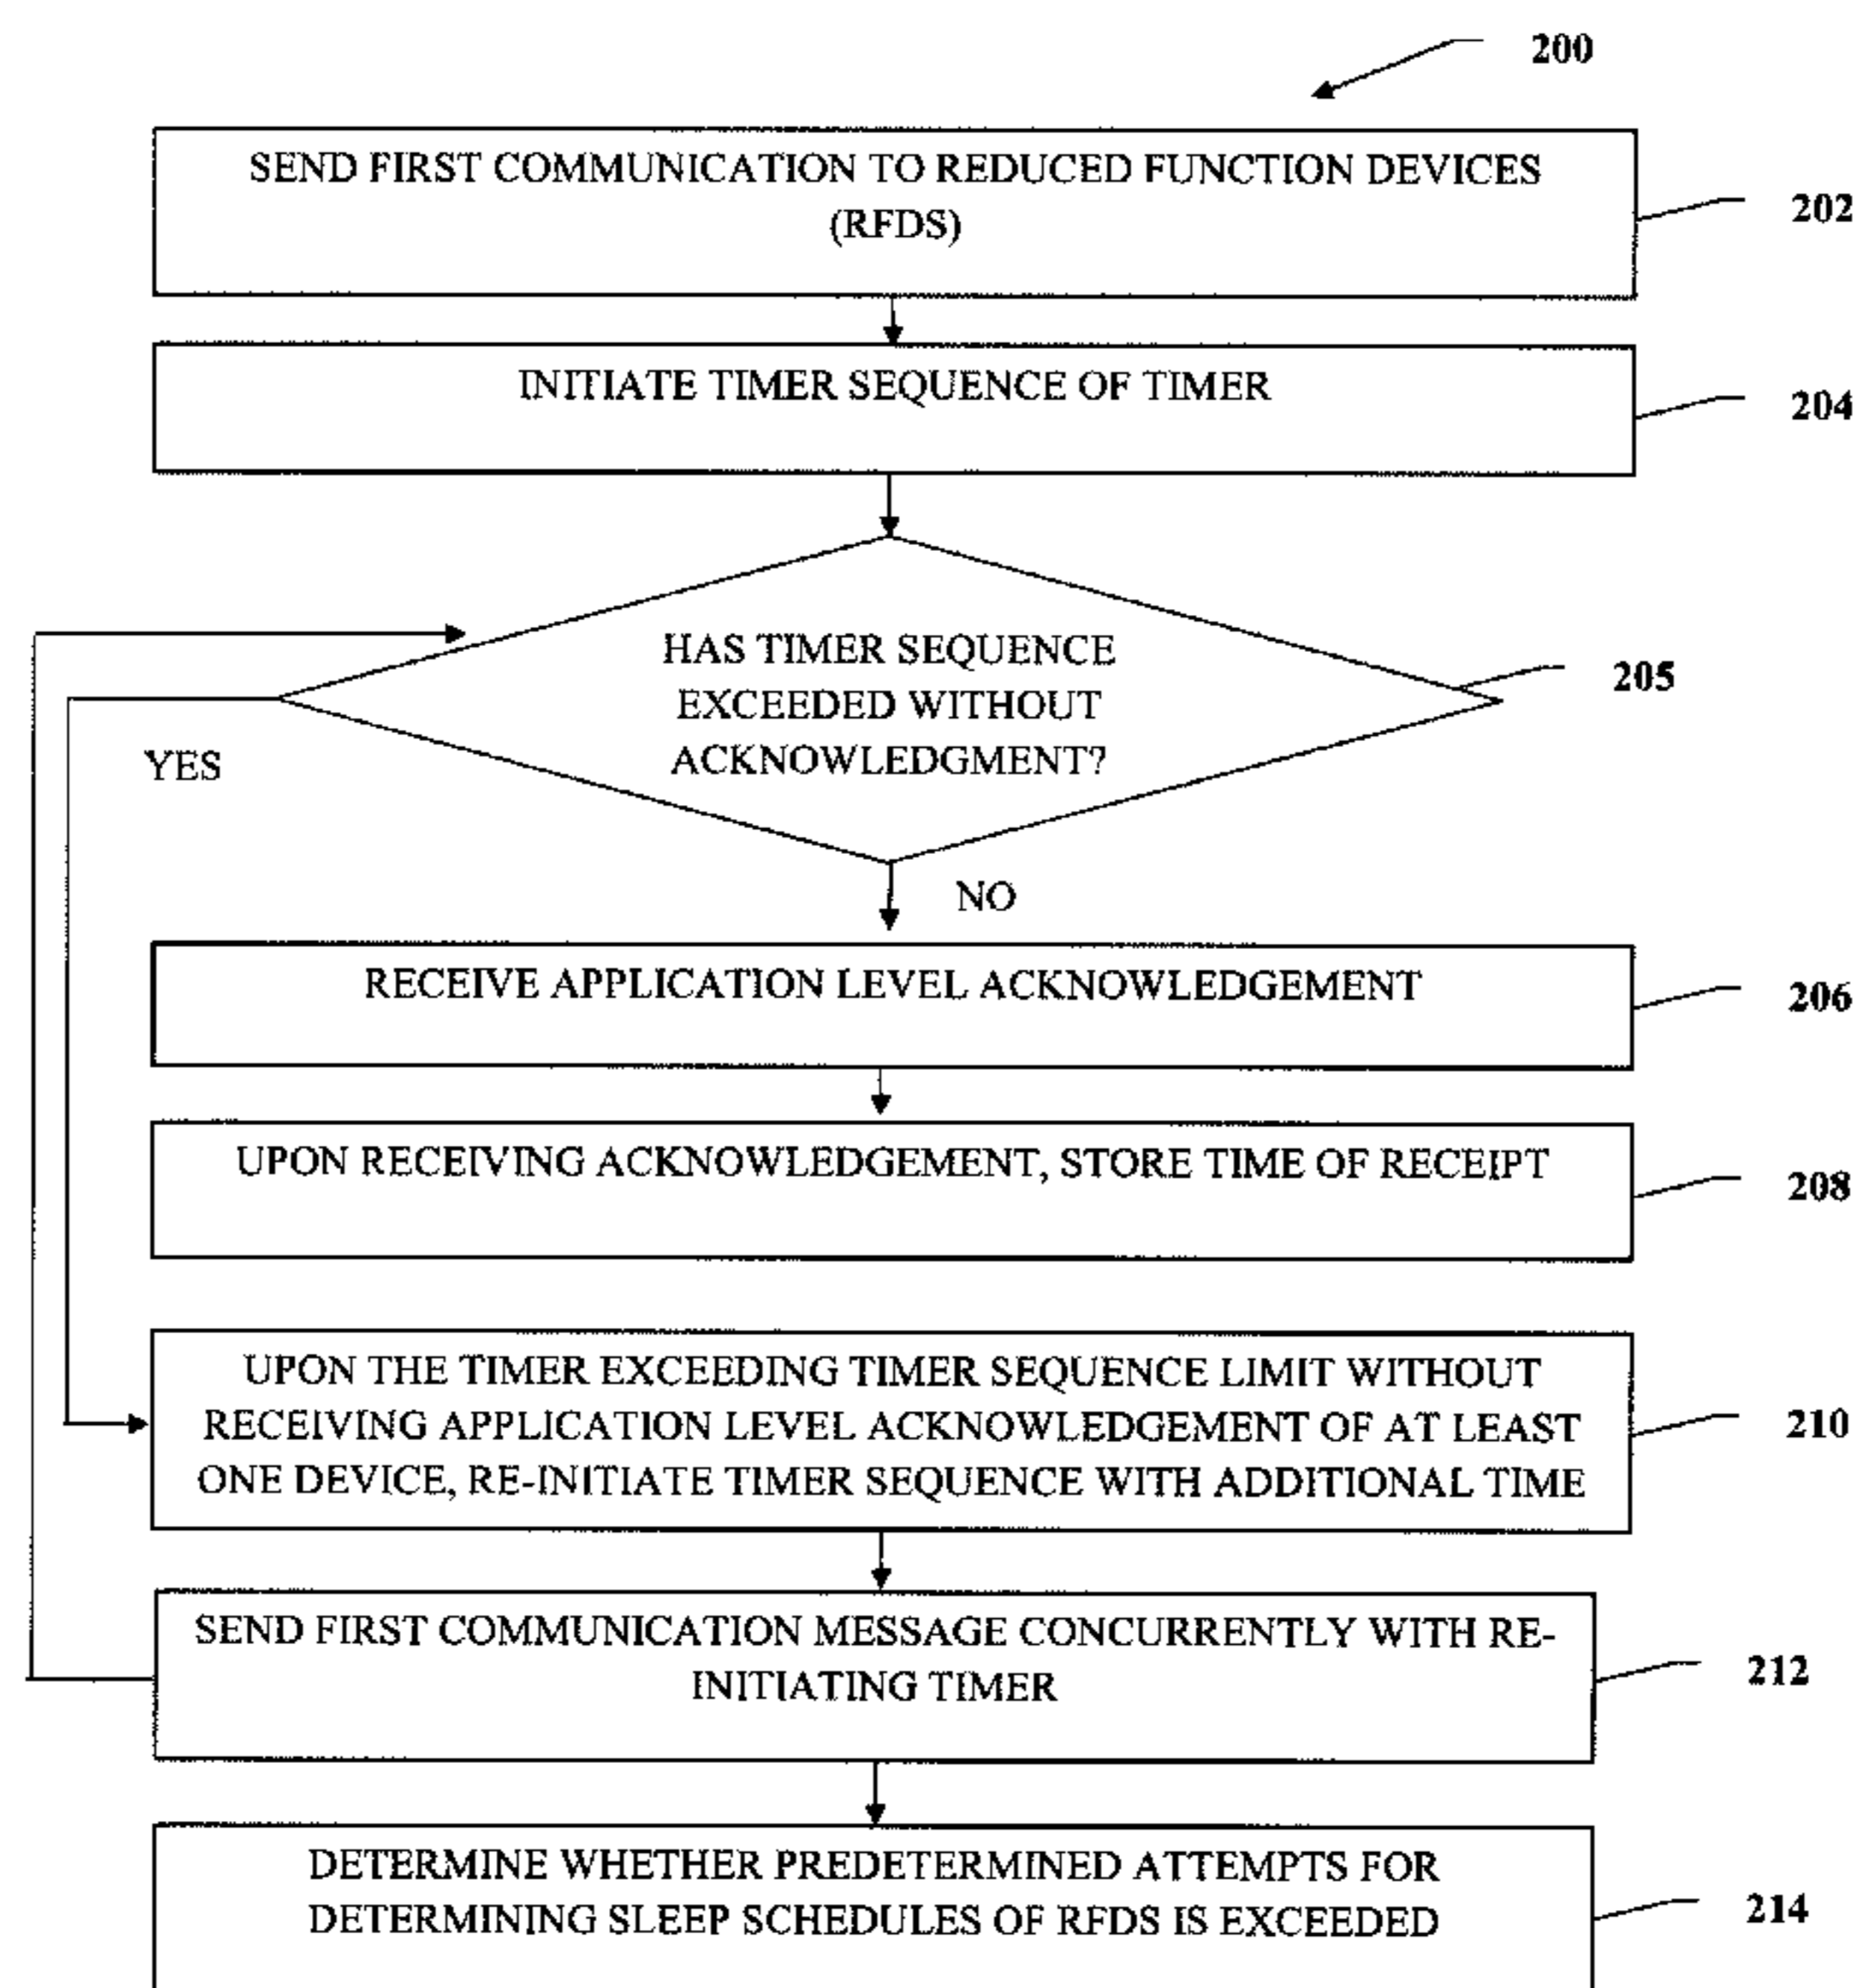 200
SEND FIRST COMMUNICATION TO REDUCED FUNCTION DEVICES
(RFDS)
202
INITIATE TIMER SEQUENCE OF TIMER
204
HAS TIMER SEQUENCE
EXCEEDED WITHOUT
ACKNOWLEDGMENT?
205
YES
NO
RECEIVE APPLICATION LEVEL ACKNOWLEDGEMENT
206
UPON RECEIVING ACKNOWLEDGEMENT, STORE TIME OF RECEIPT
208
UPON THE TIMER EXCEEDING TIMER SEQUENCE LIMIT WITHOUT
RECEIVING APPLICATION LEVEL ACKNOWLEDGEMENT OF AT LEAST
ONE DEVICE, RE-INITIATE TIMER SEQUENCE WITH ADDITIONAL TIME
210
SEND FIRST COMMUNICATION MESSAGE CONCURRENTLY WITH RE-
INITIATING TIMER
212
DETERMINE WHETHER PREDETERMINED ATTEMPTS FOR
DETERMINING SLEEP SCHEDULES OF RFDS IS EXCEEDED
214